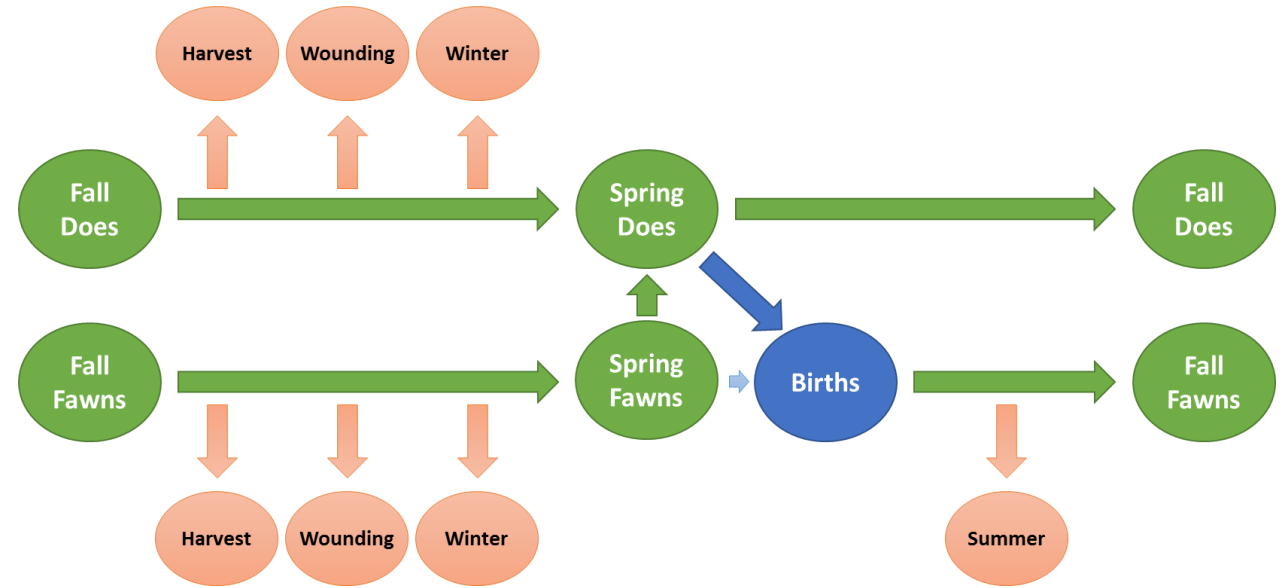 Harvest
Wounding
Winter
Fall
Does
Spring
Does
Fall
Does
Fall
Fawns
Spring
Fawns
Births
Fall
Fawns
Harvest
Wounding
Winter
Summer